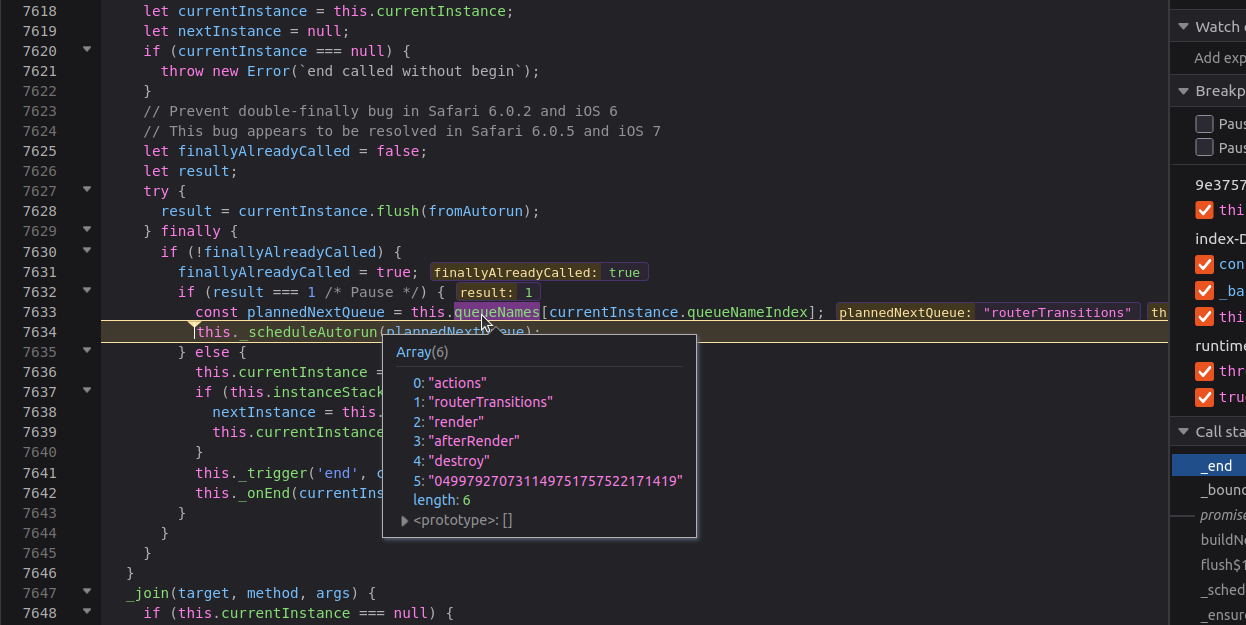 7618 let currentInstance = this.currentInstance;
7619 let nextInstance = null;
7620 if (currentInstance === null) {
7621 throw new Error(`end called without begin`);
7622 }
7623 // Prevent double-finally bug in Safari 6.0.2 and iOS 6
7624 // This bug appears to be resolved in Safari 6.0.5 and iOS 7
7625 let finallyAlreadyCalled = false;
7626 let result;
7627 try {
7628 result = currentInstance.flush(fromAutorun);
7629 } finally {
7630 if (!finallyAlreadyCalled) {
7631 finallyAlreadyCalled = true; finallyAlreadyCalled: true
7632 if (result === 1 /* Pause */) { result: 1
7633 const plannedNextQueue = this.queueNames[currentInstance.queueNameIndex]; plannedNextQueue: "routerTransitions" th
7634 this._scheduleAutorun(plannedNextQueue);
7635 } else {
7636 this.currentInstance =
7637 if (this.instanceStack
7638 nextInstance = this.
7639 this.currentInstance
7640 }
7641 this._trigger('end', c
7642 this._onEnd(currentIns
7643 }
7644 }
7645 }
7646 }
7647 _join(target, method, args) {
7648 if (this.currentInstance === null) {
Array(6)
0: "actions"
1: "routerTransitions"
2: "render"
3: "afterRender"
4: "destroy"
5: "049979270731149751757522171419"
length: 6
<prototype>: []
Watch e
Add exp
Breakp
Paus
Paus
9e3757
thi
index-D
con
_ba
thi
runtime
thr
tru
Call sta
_end
_bound
promise
buildNe
flush$1
_sched
_ensure